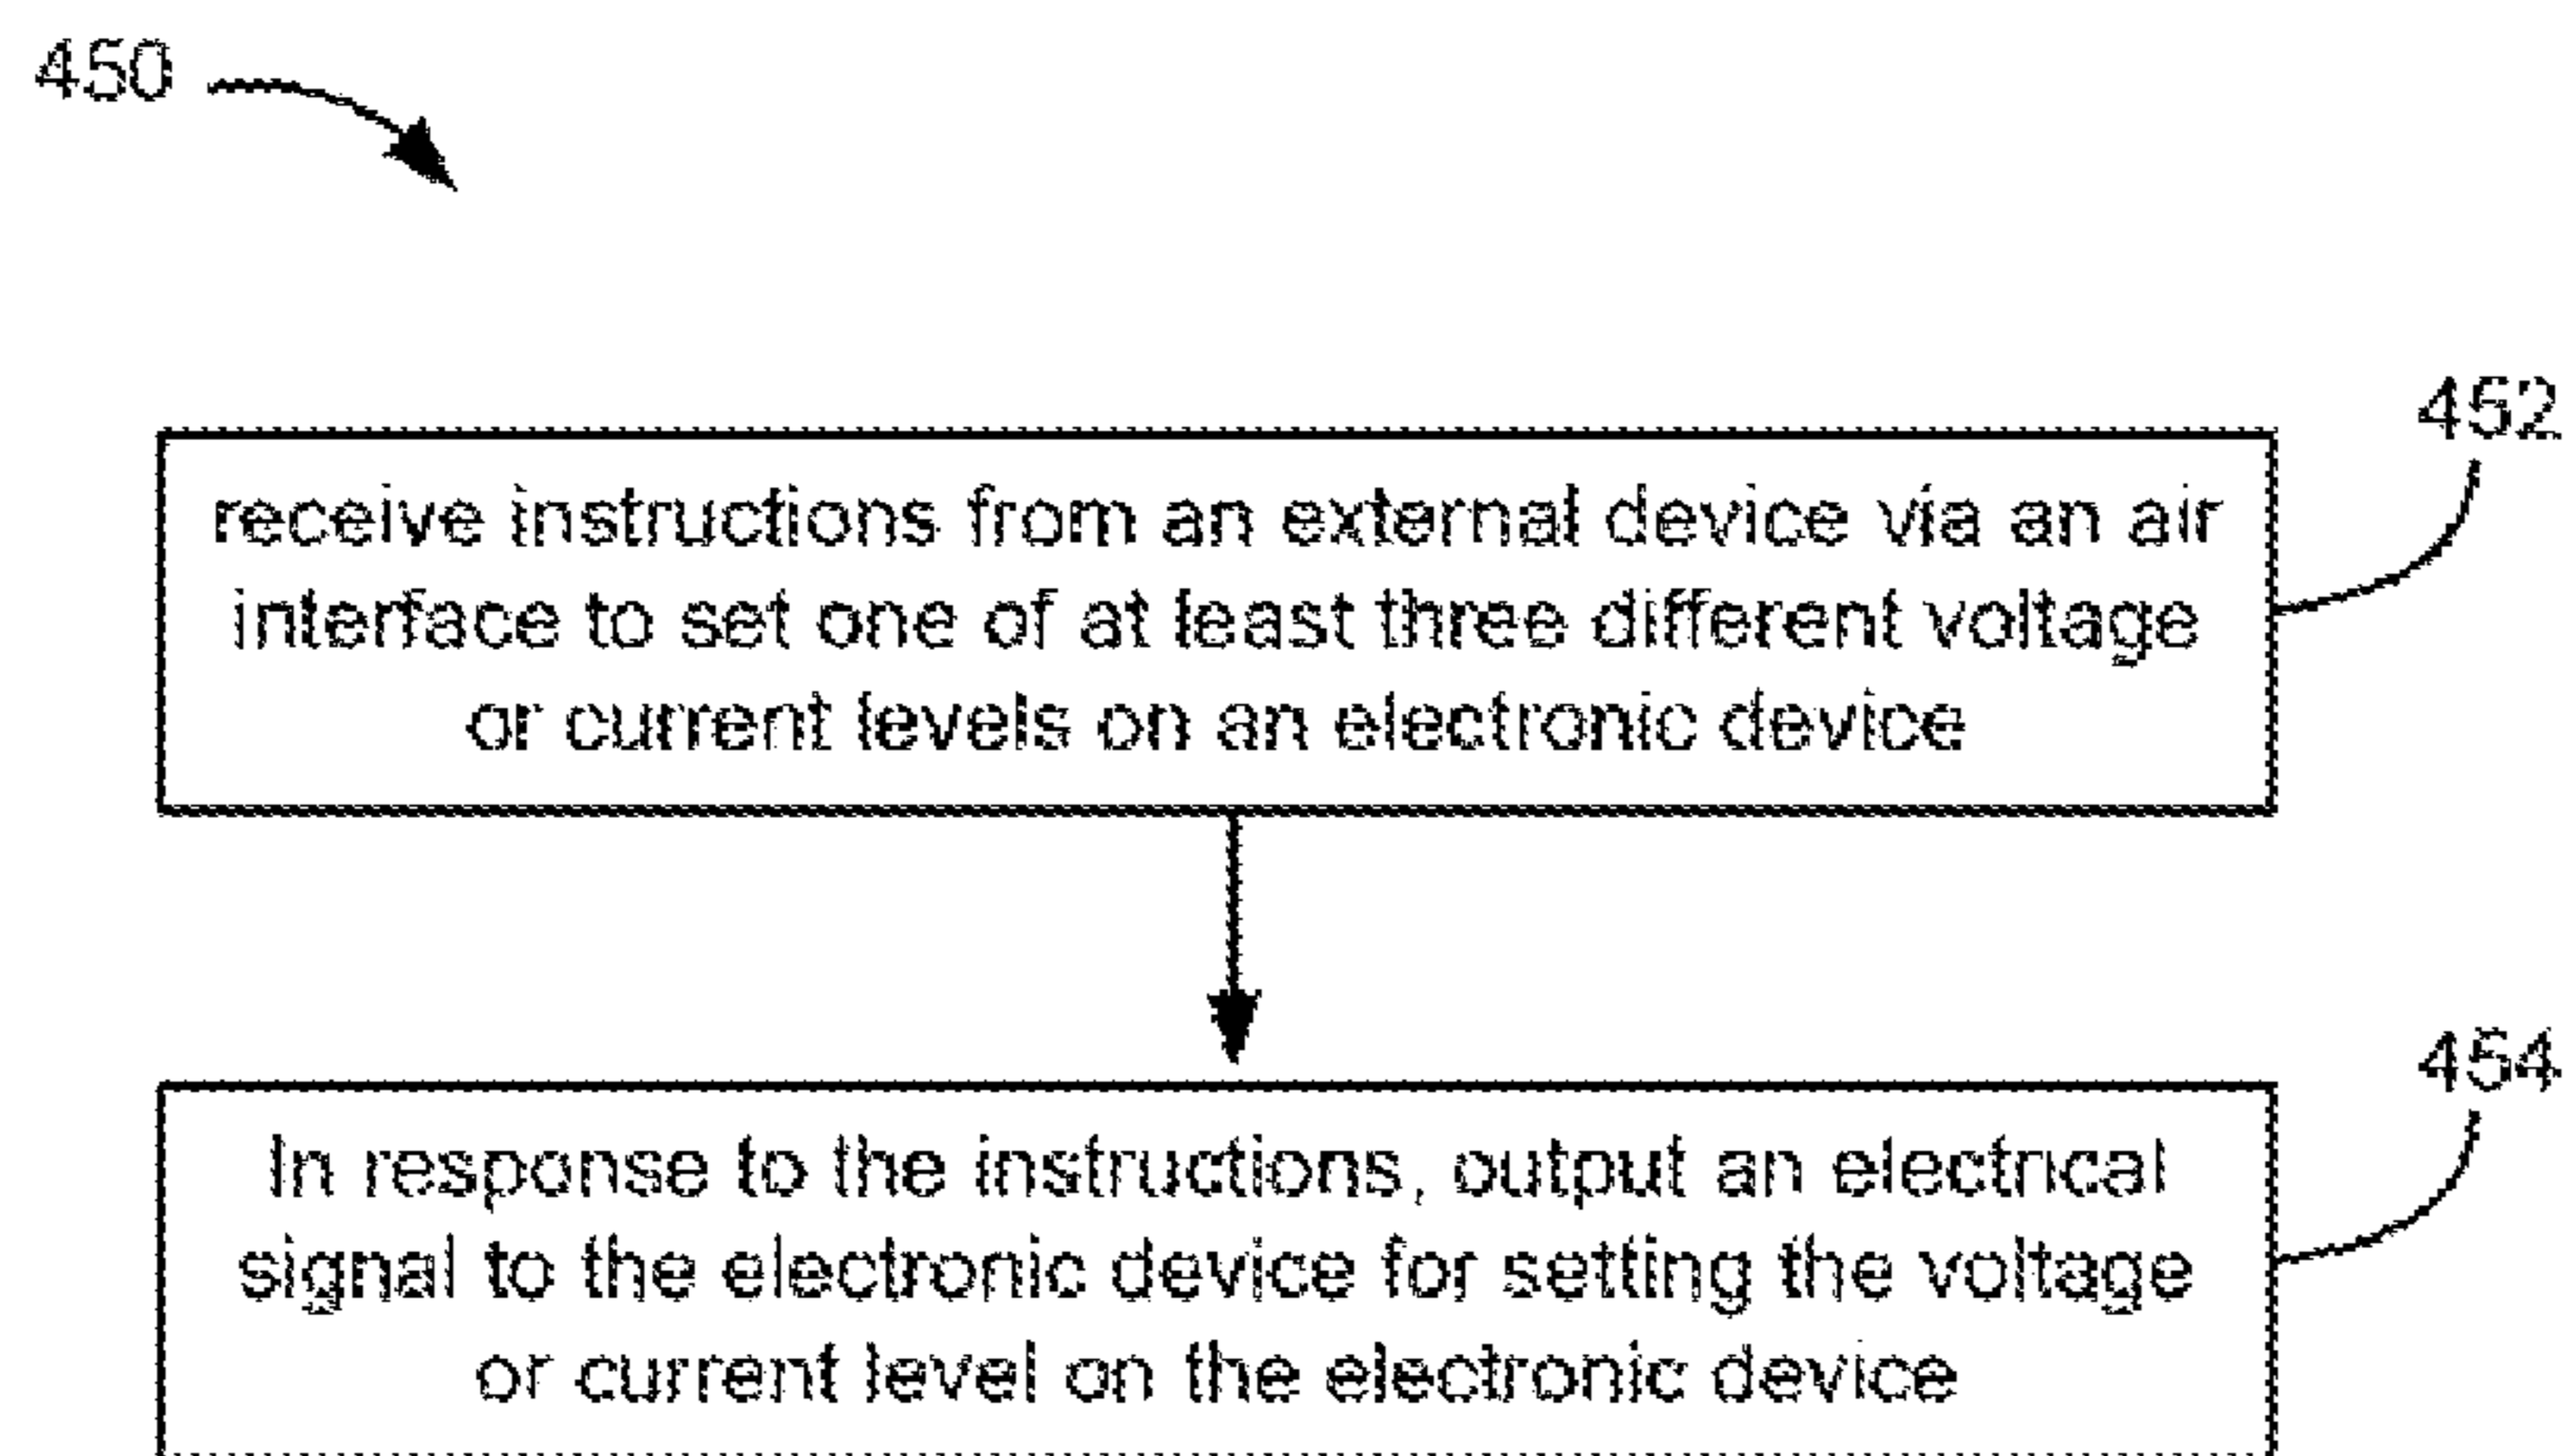 450
452
receive instructions from an external device via an air
interface to set one of at least three different voltage
or current levels on an electronic device
454
In response to the instructions, output an electrical
signal to the electronic device for setting the voltage
or current level on the electronic device